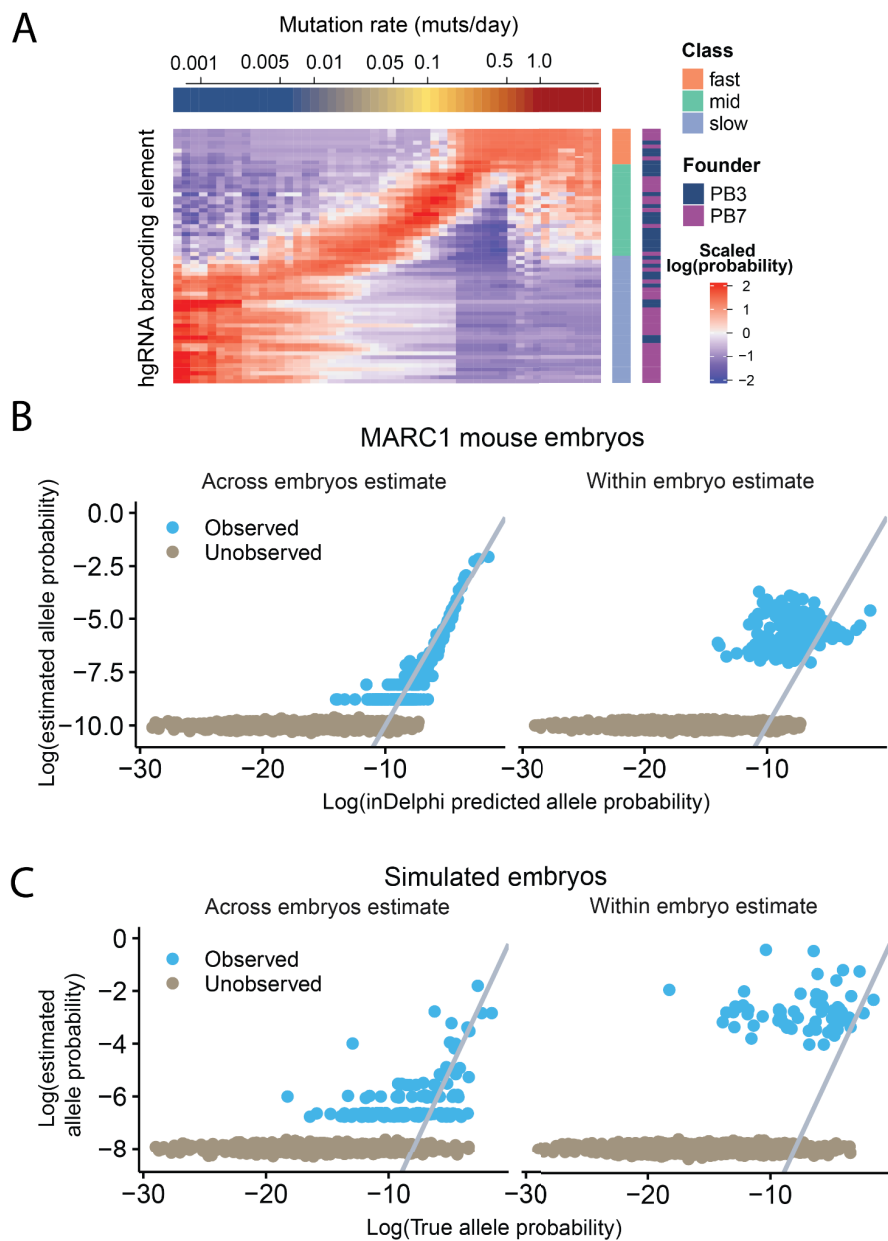 A
Mutation rate (muts/day)
0.001 0.005 0.01 0.05 0.1 0.5 1.0
hgRNA barcoding element
Class
fast
mid
slow
Founder
PB3
PB7
Scaled
log(probability)
2
1
0
−1
−2
B
MARC1 mouse embryos
Across embryos estimate
Within embryo estimate
Log(estimated allele probability)
0.0
−2.5
−5.0
−7.5
−10.0
Observed
Unobserved
−30 −20 −10 −30 −20 −10
Log(inDelphi predicted allele probability)
C
Simulated embryos
Across embryos estimate
Within embryo estimate
Log(estimated
allele probability)
0
−2
−4
−6
−8
Observed
Unobserved
−30 −20 −10 −30 −20 −10
Log(True allele probability)